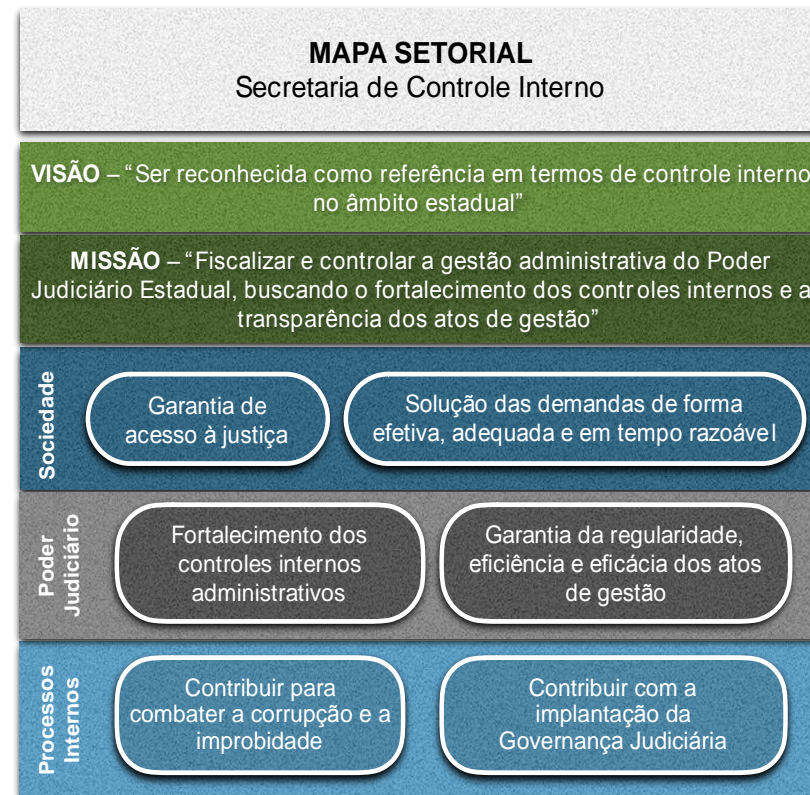 MAPA SETORIAL
Secretaria de Controle Interno
VISÃO – “Ser reconhecida como referência em termos de controle interno
no âmbito estadual”
MISSÃO – “Fiscalizar e controlar a gestão administrativa do Poder
Judiciário Estadual, buscando o fortalecimento dos controles internos e a
transparência dos atos de gestão”
Sociedade
Garantia de
acesso à justiça
Solução das demandas de forma
efetiva, adequada e em tempo razoável
Poder
Judiciário
Fortalecimento dos
controles internos
administrativos
Garantia da regularidade,
eficiência e eficácia dos atos
de gestão
Processos
Internos
Contribuir para
combater a corrupção e a
improbidade
Contribuir com a
implantação da
Governança Judiciária